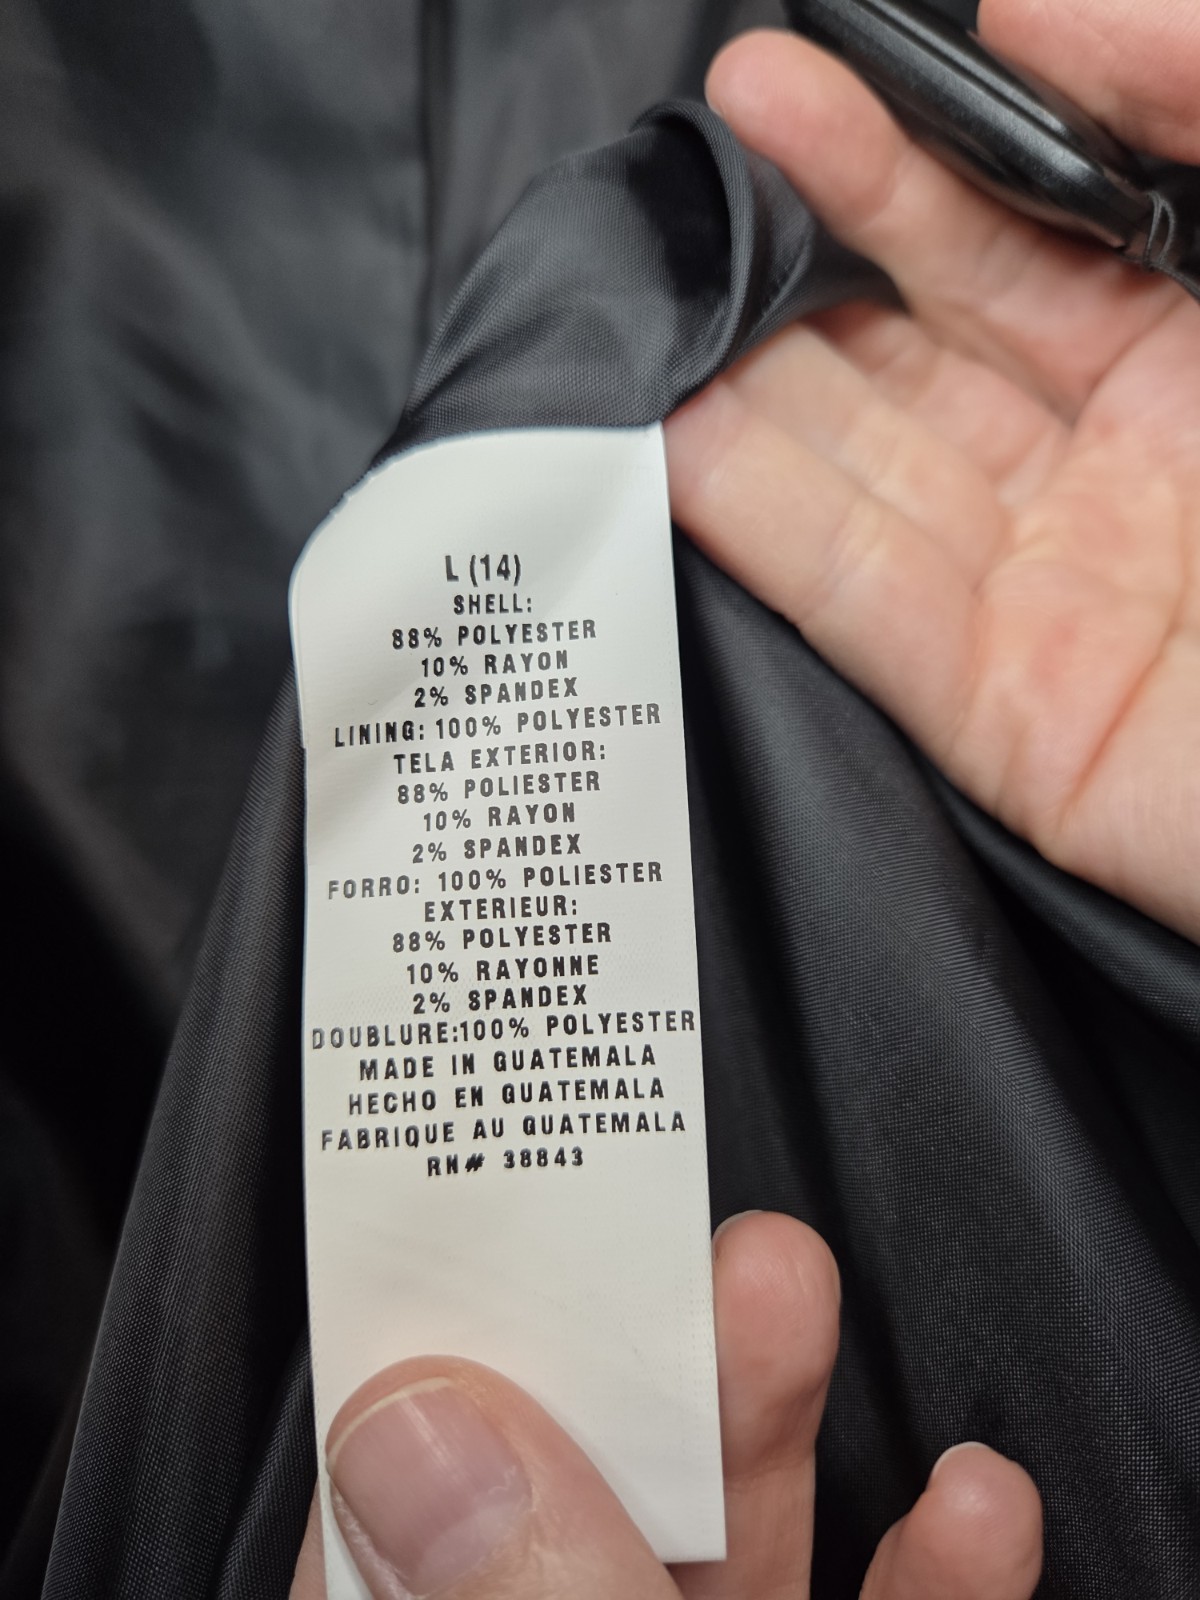 L (14)
SHELL:
88% POLYESTER
10% RAYON
2% SPANDEX
LINING: 100% POLYESTER
TELA EXTERIOR:
88% POLIESTER
10% RAYON
2% SPANDEX
FORRO: 100% POLIESTER
EXTERIEUR:
88% POLYESTER
10% RAYONNE
2% SPANDEX
DOUBLURE:100% POLYESTER
MADE IN GUATEMALA
HECHO EN GUATEMALA
FABRIQUE AU GUATEMALA
RN# 38843